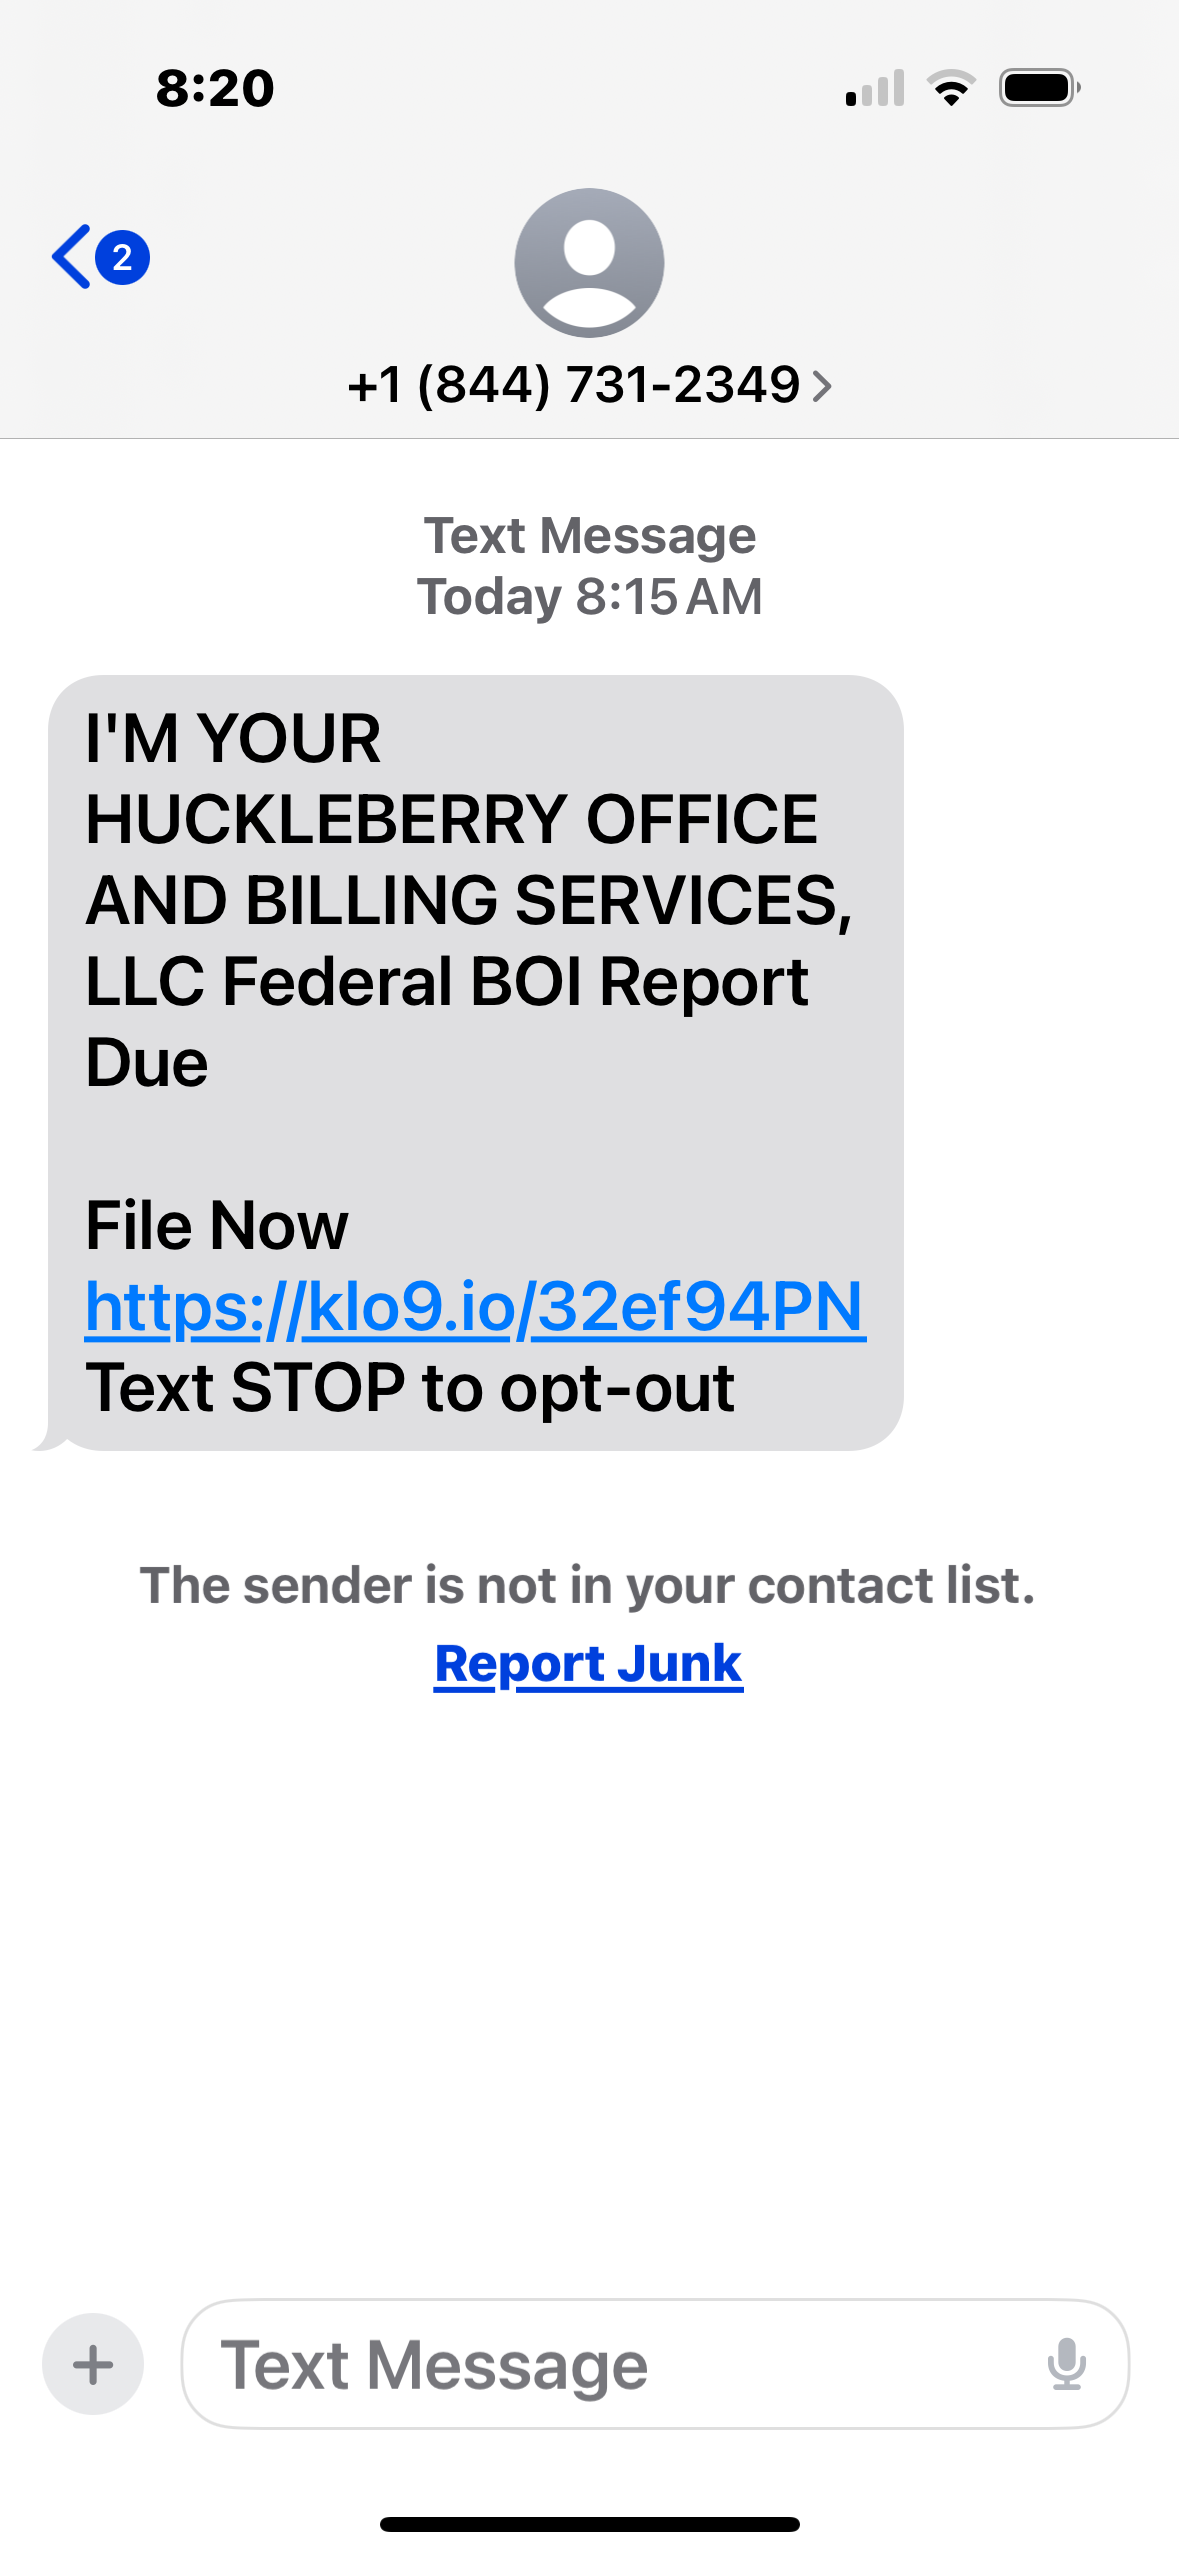 8:20
2
+1 (844) 731-2349
Text Message
Today 8:15 AM
I'M YOUR
HUCKLEBERRY OFFICE
AND BILLING SERVICES,
LLC Federal BOI Report
Due
File Now
https://klo9.io/32ef94PN
Text STOP to opt-out
The sender is not in your contact list.
Report Junk
Text Message